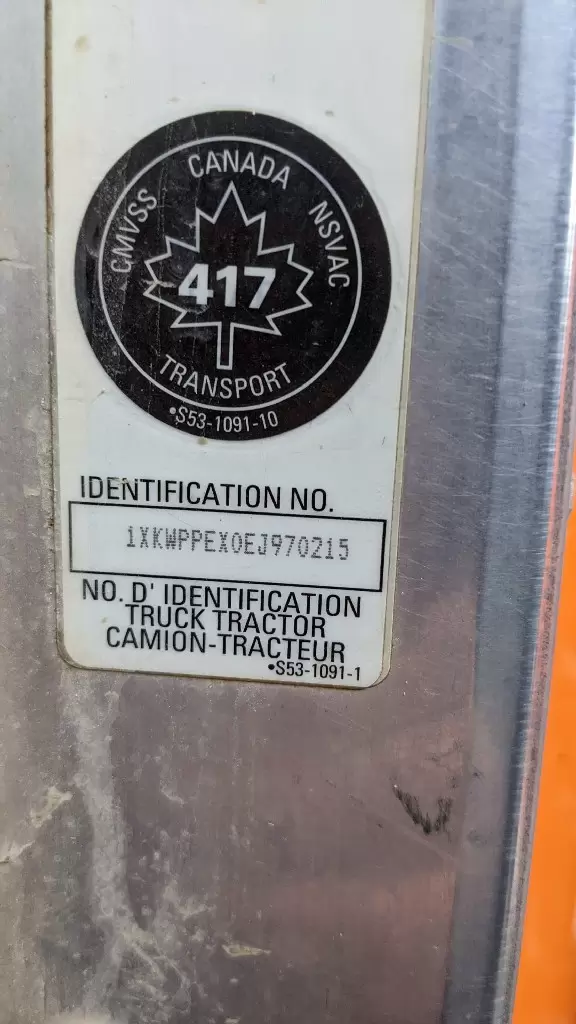 CANADA
CMVSS
NSVAC
417
TRANSPORT
•S53-1091-10
IDENTIFICATION NO.
1XKWPPEX0EJ970215
NO. D' IDENTIFICATION
TRUCK TRACTOR
CAMION-TRACTEUR
•S53-1091-1